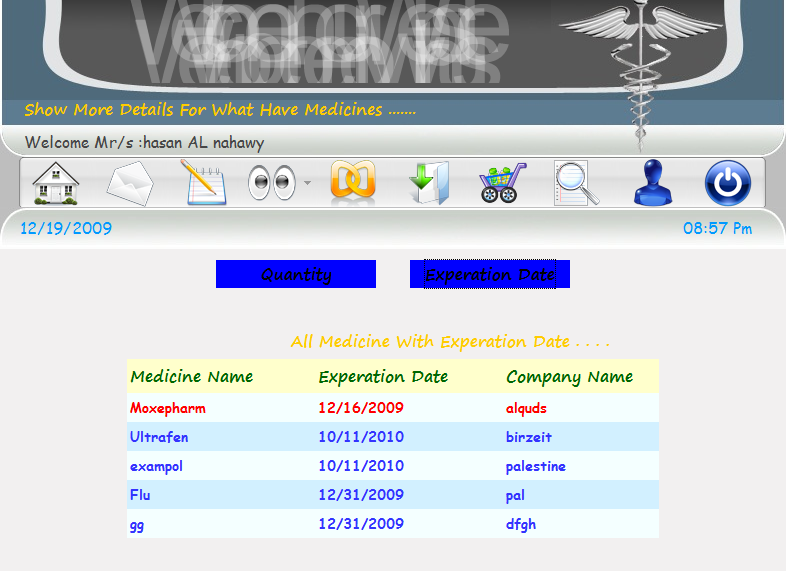 Show More Details For What Have Medicines .......
Welcome Mr/s :hasan AL nahawy
12/19/2009 08:57 Pm
Quantity Experation Date
All Medicine With Experation Date . . . .
Medicine Name Experation Date Company Name
Moxepharm 12/16/2009 alquds
Ultrafen 10/11/2010 birzeit
exampol 10/11/2010 palestine
Flu 12/31/2009 pal
gg 12/31/2009 dfgh